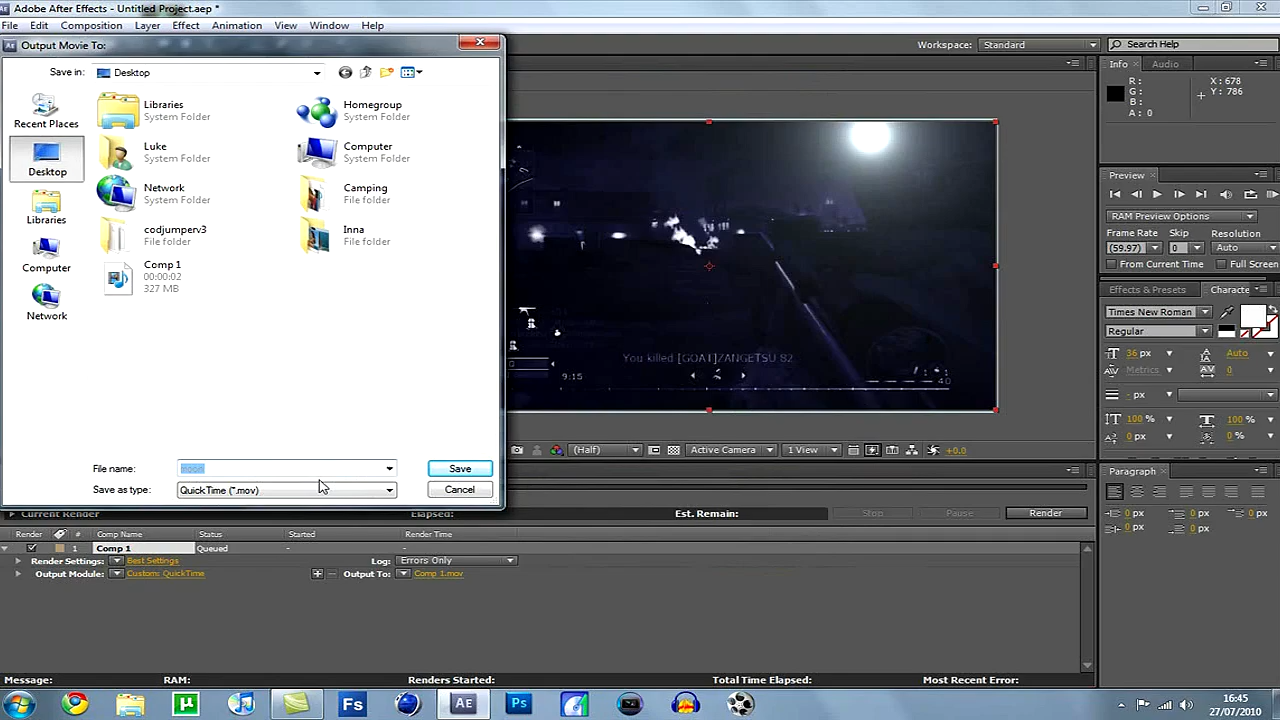 Adobe After Effects - Untitled Project.aep *
File Edit Composition Layer Effect Animation View Window Help
Output Movie To:
Workspace: Standard
Search Help
Save in: Desktop
Recent Places
Desktop
Libraries
Computer
Network
Libraries
System Folder
Homegroup
System Folder
Luke
System Folder
Computer
System Folder
Network
System Folder
Camping
File folder
codjumperv3
File folder
Inna
File folder
Comp 1
00:00:02
327 MB
File name: moon
Save
Save as type: QuickTime (*.mov)
Cancel
Info Audio
R: X: 678
G: Y: 786
B:
A: 0
Preview
RAM Preview Options
Frame Rate Skip Resolution
(59.97) 0 Auto
From Current Time Full Screen
Effects & Presets Characte
Times New Roman
Regular
36 px Auto
Metrics 0
- px
100 % 100 %
0 px 0 %
Paragraph
0 px 0 px 0 px
0 px 0 px
You killed [GOAT]ZANGETSU 82
9:15
40
(Half) Active Camera 1 View +0.0
Current Render Elapsed: Est. Remain: Stop Pause Render
Render # Comp Name Status Started Render Time
1 Comp 1 Queued - -
Render Settings: Best Settings Log: Errors Only
Output Module: Custom: QuickTime Output To: Comp 1.mov
Message: RAM: Renders Started: Total Time Elapsed: Most Recent Error:
µ Fs Ae Ps
16:45
27/07/2010